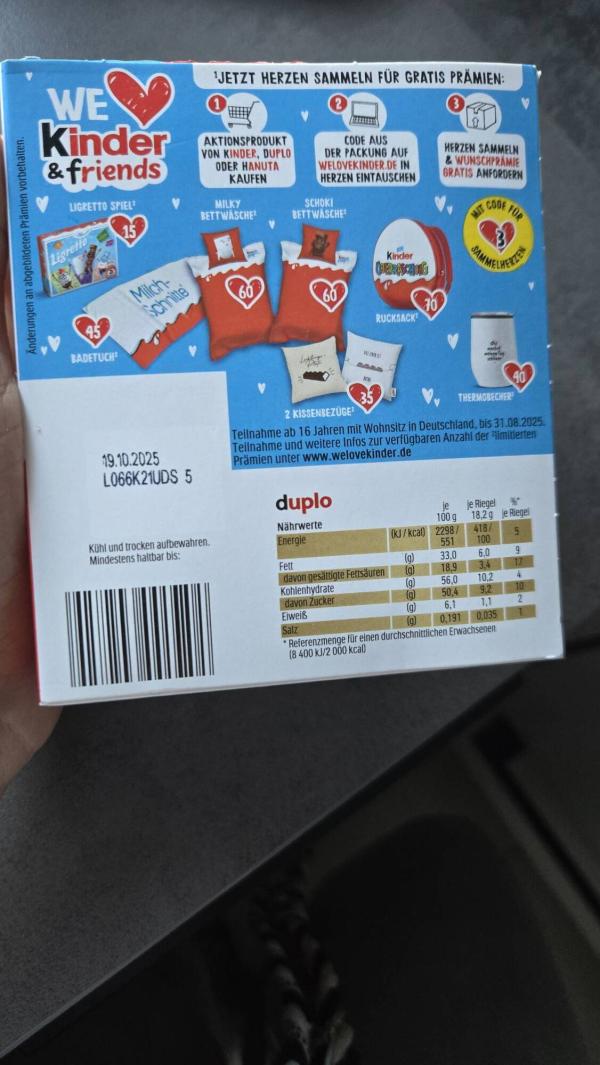 ¹JETZT HERZEN SAMMELN FÜR GRATIS PRÄMIEN:
WE
Kinder
& friends
1
AKTIONSPRODUKT
VON KINDER, DUPLO
ODER HANUTA
KAUFEN
2
CODE AUS
DER PACKUNG AUF
WELOVEKINDER.DE IN
HERZEN EINTAUSCHEN
3
HERZEN SAMMELN
& WUNSCHPRÄMIE
GRATIS ANFORDERN
Änderungen an abgebildeten Prämien vorbehalten.
LIGRETTO SPIEL²
Ligretto
15
MILKY
BETTWÄSCHE²
60
SCHOKI
BETTWÄSCHE²
60
Kinder
RUCKSACK²
70
MIT CODE FÜR
3
SAMMELHERZEN
Milch-
Schnitte
45
BADETUCH²
35
2 KISSENBEZÜGE²
40
THERMOBECHER²
Teilnahme ab 16 Jahren mit Wohnsitz in Deutschland, bis 31.08.2025.
Teilnahme und weitere Infos zur verfügbaren Anzahl der ²limitierten
Prämien unter www.welovekinder.de
19.10.2025
L066K21UDS 5
Kühl und trocken aufbewahren.
Mindestens haltbar bis:
duplo
Nährwerte je 100 g je Riegel 18,2 g %* je Riegel
Energie (kJ / kcal) 2298 / 551 418 / 100 5
Fett (g) 33,0 6,0 9
davon gesättigte Fettsäuren (g) 18,9 3,4 17
Kohlenhydrate (g) 56,0 10,2 4
davon Zucker (g) 50,4 9,2 10
Eiweiß (g) 6,1 1,1 2
Salz (g) 0,191 0,035 1
* Referenzmenge für einen durchschnittlichen Erwachsenen
(8 400 kJ/2 000 kcal)